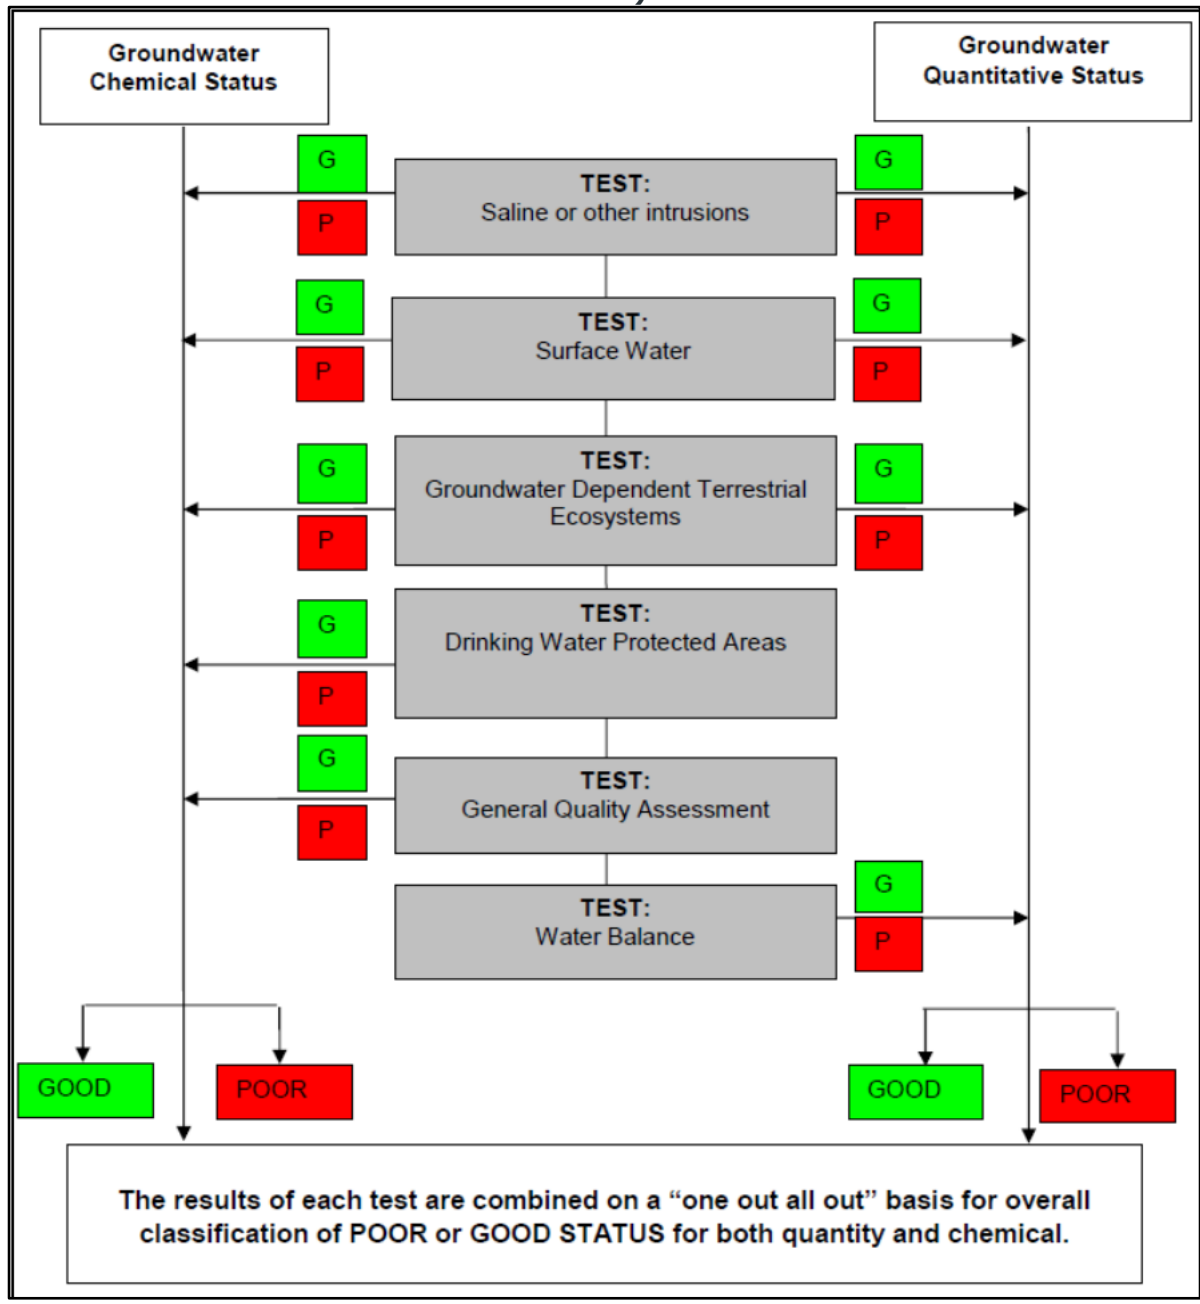 Groundwater
Chemical Status
Groundwater
Quantitative Status
G
P
TEST:
Saline or other intrusions
G
P
G
P
TEST:
Surface Water
G
P
G
P
TEST:
Groundwater Dependent Terrestrial
Ecosystems
G
P
G
P
TEST:
Drinking Water Protected Areas
G
P
TEST:
General Quality Assessment
TEST:
Water Balance
G
P
GOOD
POOR
GOOD
POOR
The results of each test are combined on a “one out all out” basis for overall
classification of POOR or GOOD STATUS for both quantity and chemical.